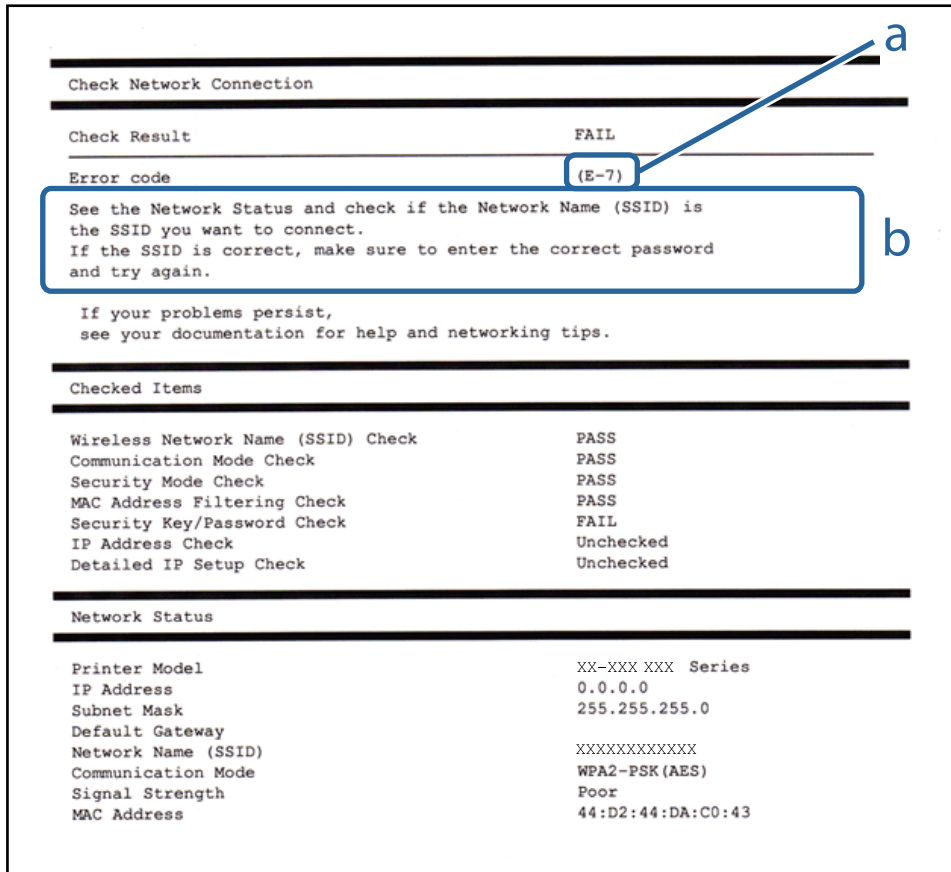 a
Check Network Connection
Check Result FAIL
Error code (E-7)
See the Network Status and check if the Network Name (SSID) is
the SSID you want to connect.
If the SSID is correct, make sure to enter the correct password
and try again.
b
If your problems persist,
see your documentation for help and networking tips.
Checked Items
Wireless Network Name (SSID) Check PASS
Communication Mode Check PASS
Security Mode Check PASS
MAC Address Filtering Check PASS
Security Key/Password Check FAIL
IP Address Check Unchecked
Detailed IP Setup Check Unchecked
Network Status
Printer Model XX-XXX XXX Series
IP Address 0.0.0.0
Subnet Mask 255.255.255.0
Default Gateway
Network Name (SSID) XXXXXXXXXXXX
Communication Mode WPA2-PSK(AES)
Signal Strength Poor
MAC Address 44:D2:44:DA:C0:43